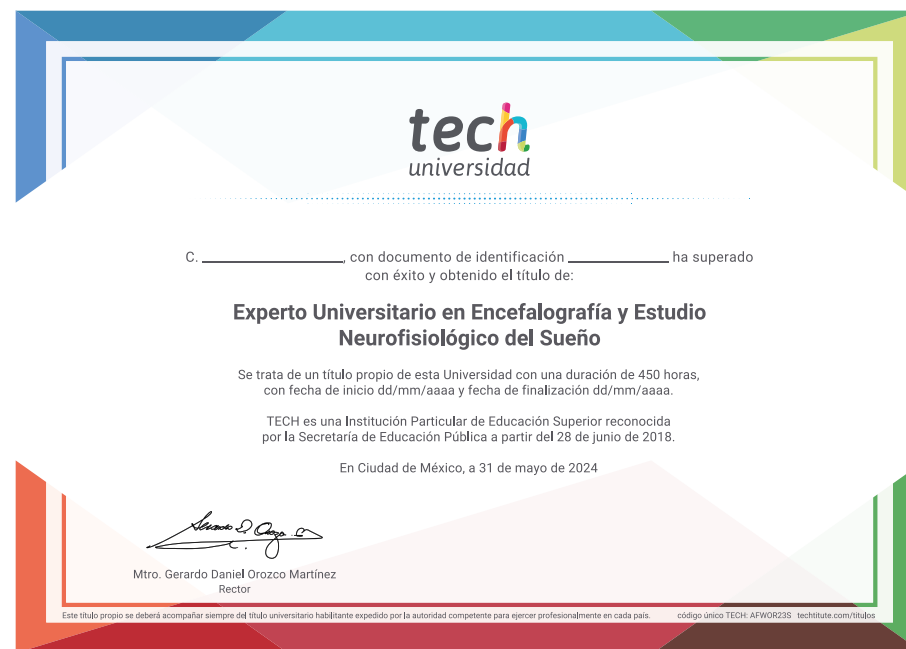 tech
universidad
C. ____________, con documento de identificación ____________ ha superado
con éxito y obtenido el título de:
Experto Universitario en Encefalografía y Estudio
Neurofisiológico del Sueño
Se trata de un título propio de esta Universidad con una duración de 450 horas,
con fecha de inicio dd/mm/aaaa y fecha de finalización dd/mm/aaaa.
TECH es una Institución Particular de Educación Superior reconocida
por la Secretaría de Educación Pública a partir del 28 de junio de 2018.
En Ciudad de México, a 31 de mayo de 2024
Mtro. Gerardo Daniel Orozco Martínez
Rector
Este título propio se deberá acompañar siempre del título universitario habilitante expedido por la autoridad competente para ejercer profesionalmente en cada país. código único TECH: AFWOR23S techtitute.com/titulos